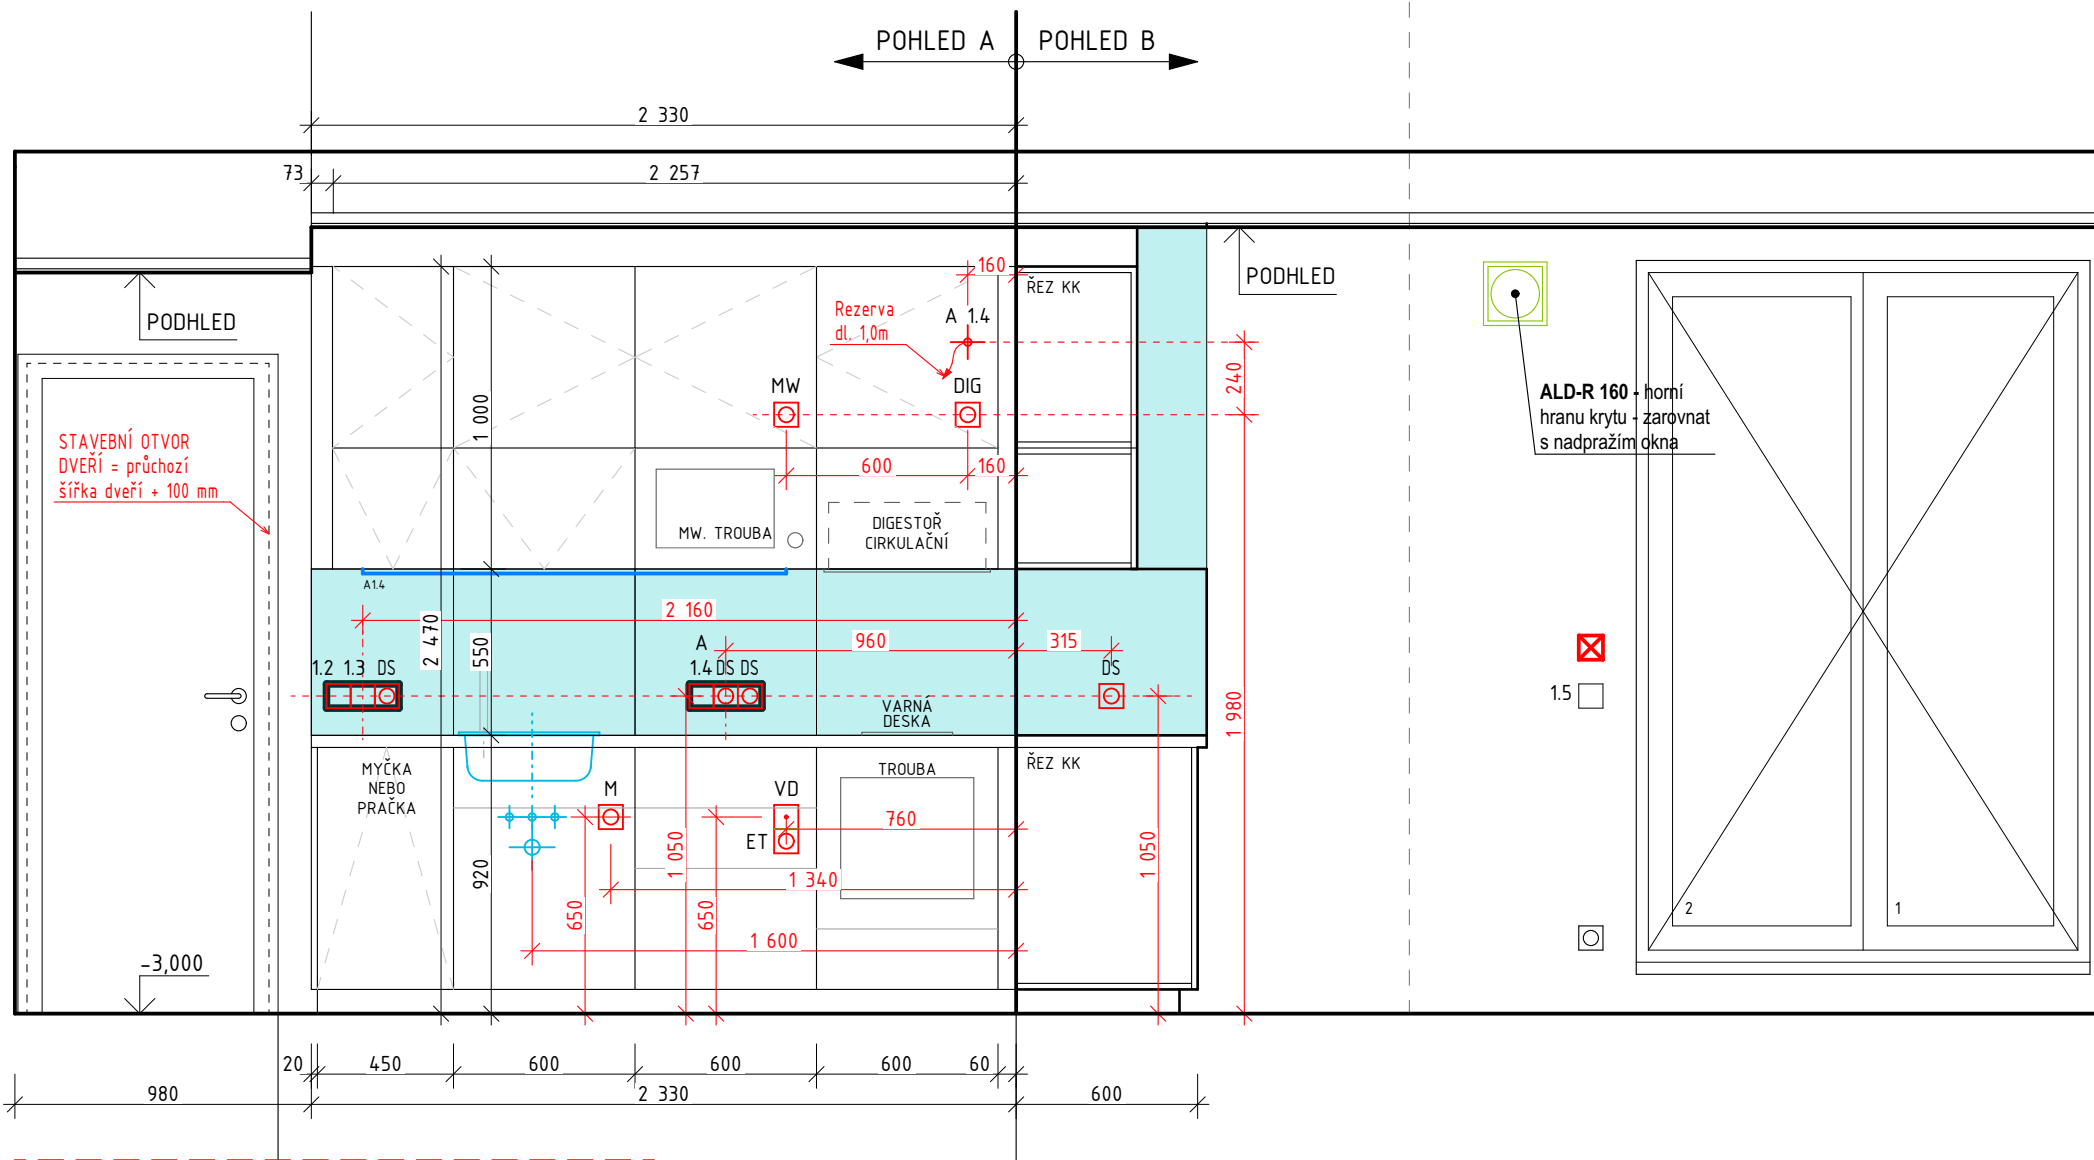 POHLED A
POHLED B
2 330
73
2 257
160
ŘEZ KK
PODHLED
PODHLED
Rezerva
dl. 1,0m
A 1.4
240
MW
DIG
1 000
ALD-R 160 - horní
hranu krytu - zarovnat
s nadpražím okna
STAVEBNÍ OTVOR
DVEŘÍ = průchozí
šířka dveří + 100 mm
600
160
MW. TROUBA
DIGESTOŘ
CIRKULAČNÍ
A1.4
2 160
2 470
550
A
960
315
1.2 1.3 DS
1.4 DS DS
DS
1.5
1 980
VARNÁ
DESKA
MYČKA
NEBO
PRAČKA
TROUBA
ŘEZ KK
M
VD
ET
760
1 050
1 050
920
1 340
650
650
2
1
1 600
-3,000
20
450
600
600
600
60
980
2 330
600